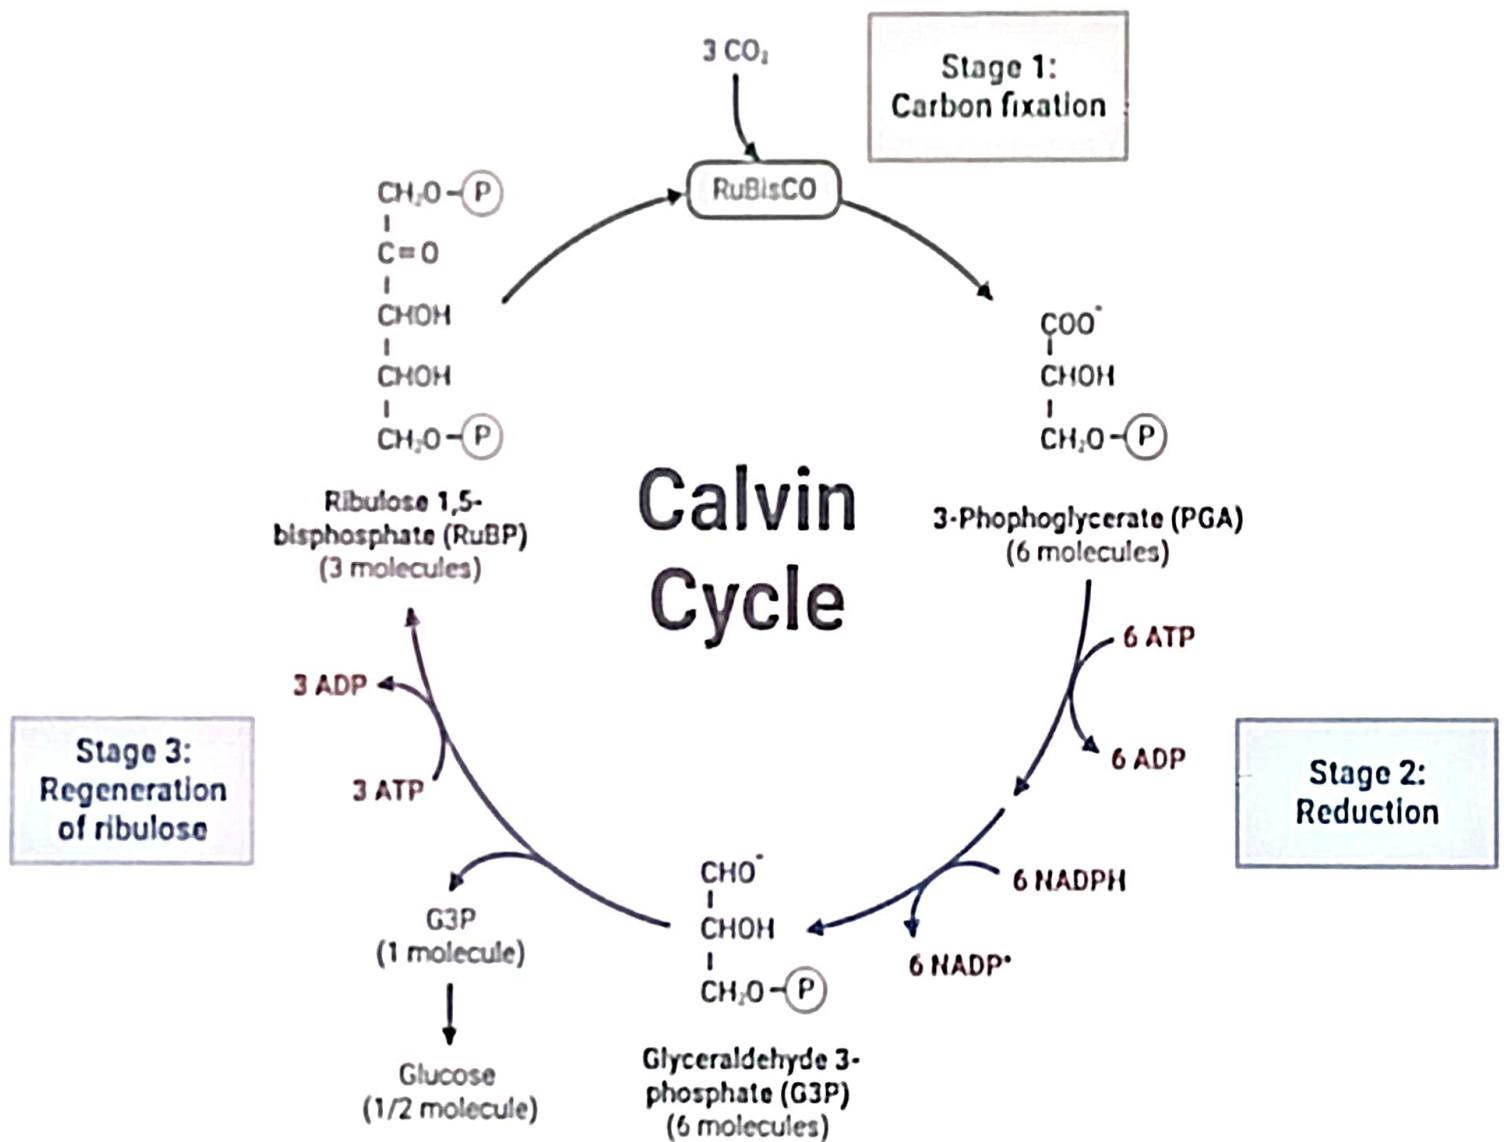 3 CO₂
Stage 1:
Carbon fixation
RuBisCO
CH₂O-P
C=O
CHOH
CHOH
CH₂O-P
Ribulose 1,5-
bisphosphate (RuBP)
(3 molecules)
COO⁻
CHOH
CH₂O-P
3-Phophoglycerate (PGA)
(6 molecules)
Calvin
Cycle
6 ATP
6 ADP
Stage 2:
Reduction
6 NADPH
6 NADP⁺
CHO⁻
CHOH
CH₂O-P
Glyceraldehyde 3-
phosphate (G3P)
(6 molecules)
3 ADP
3 ATP
Stage 3:
Regeneration
of ribulose
G3P
(1 molecule)
Glucose
(1/2 molecule)